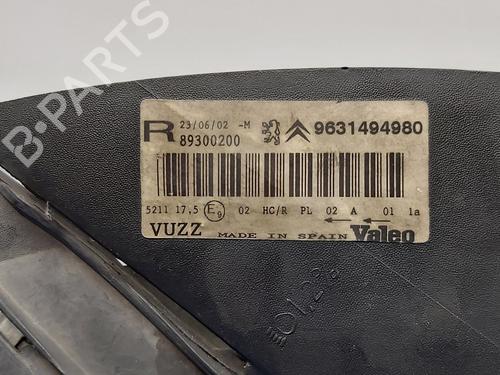 R 23/06/02 -M 9631494980
89300200
5211 17.5 E9 02 HC/R PL 02 A 01 1a
VUZZ MADE IN SPAIN Valeo
B-PARTS